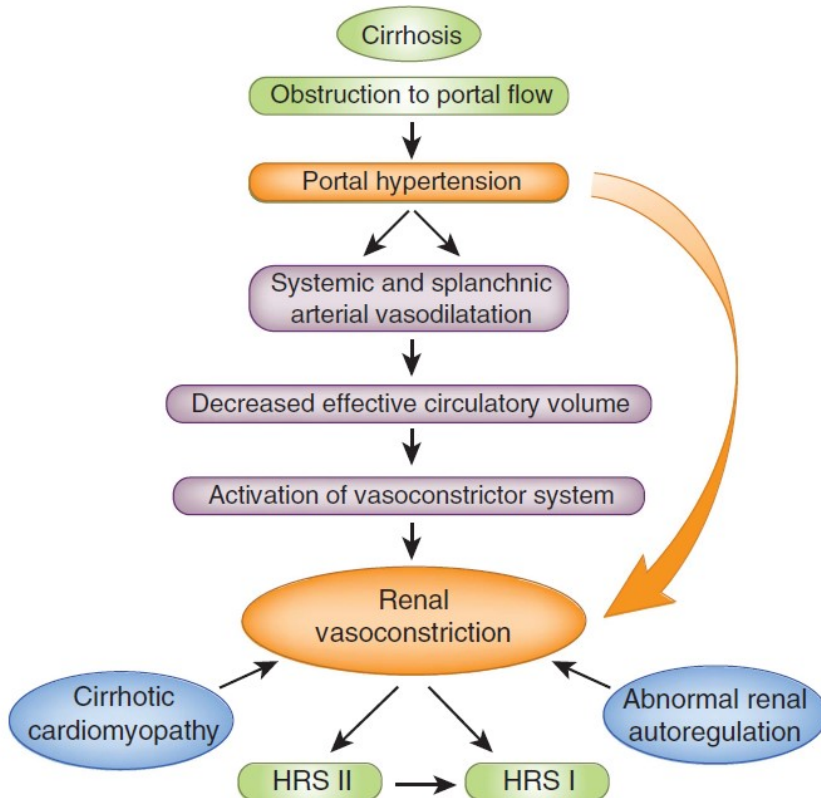 Cirrhosis
Obstruction to portal flow
Portal hypertension
Systemic and splanchnic
arterial vasodilatation
Decreased effective circulatory volume
Activation of vasoconstrictor system
Renal
vasoconstriction
Cirrhotic
cardiomyopathy
Abnormal renal
autoregulation
HRS II
HRS I